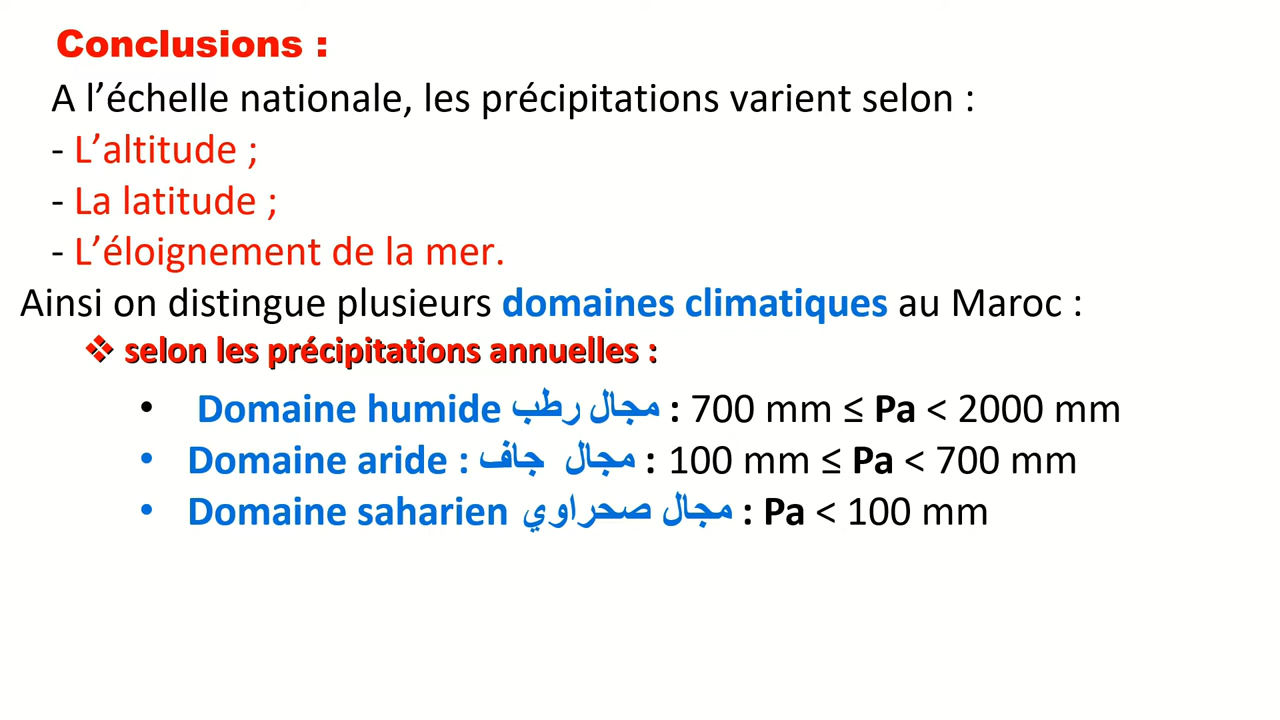 Conclusions :
A l’échelle nationale, les précipitations varient selon :
- L’altitude ;
- La latitude ;
- L’éloignement de la mer.
Ainsi on distingue plusieurs domaines climatiques au Maroc :
❖ selon les précipitations annuelles :
• Domaine humide مجال رطب : 700 mm ≤ Pa < 2000 mm
• Domaine aride : مجال جاف : 100 mm ≤ Pa < 700 mm
• Domaine saharien مجال صحراوي : Pa < 100 mm